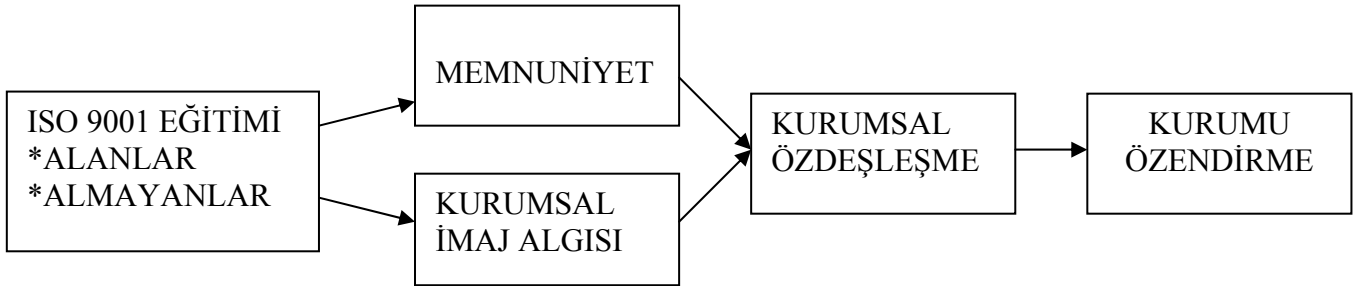 ISO 9001 EĞİTİMİ
*ALANLAR
*ALMAYANLAR
MEMNUNİYET
KURUMSAL
İMAJ ALGISI
KURUMSAL
ÖZDEŞLEŞME
KURUMU
ÖZENDİRME